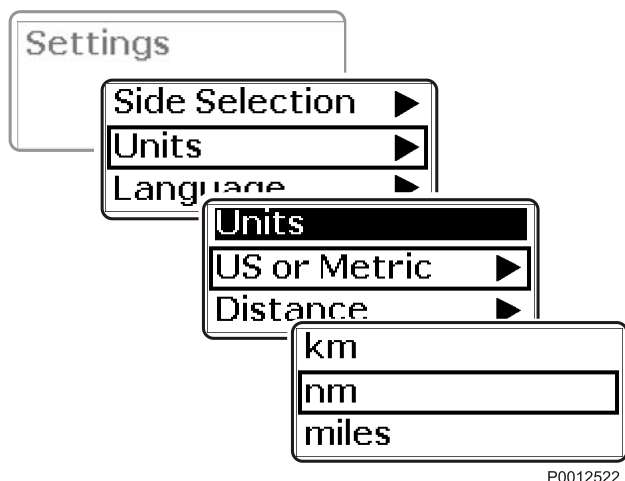 Settings
Side Selection
Units
Language
Units
US or Metric
Distance
km
nm
miles
P0012522